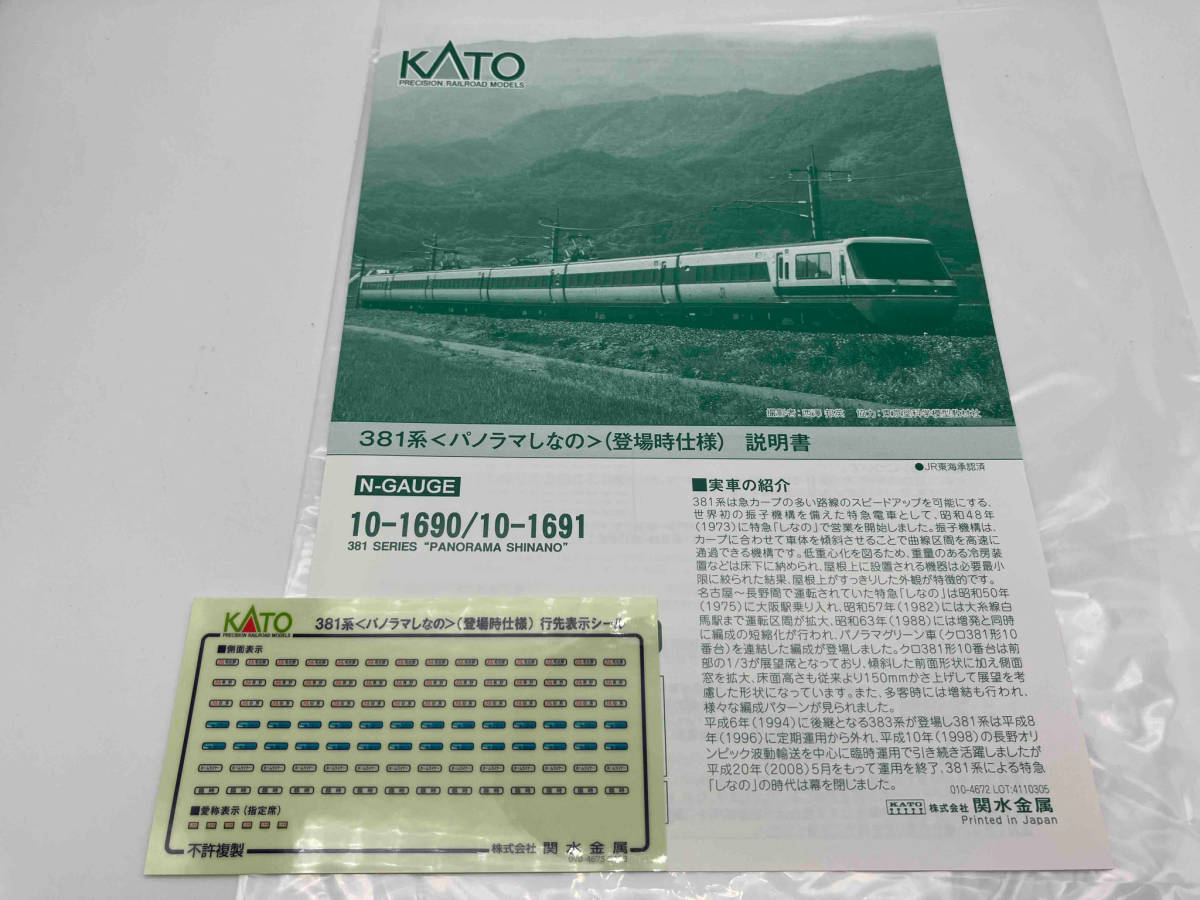 KATO
PRECISION RAILROAD MODELS
381系<パノラマしなの>(登場時仕様) 説明書
●JR東海承認済
N-GAUGE
10-1690/10-1691
381 SERIES “PANORAMA SHINANO”
■実車の紹介
381系は急カーブの多い路線のスピードアップを可能にする、
世界初の振子機構を備えた特急電車として、昭和48年
(1973)に特急「しなの」で営業を開始しました。振子機構は、
カーブに合わせて車体を傾斜させることで曲線区間を高速に
通過できる機構です。低重心化を図るため、重量のある冷房装
置などは床下に納められ、屋根上に設置される機器は必要最小
限に絞られた結果、屋根上がすっきりした外観が特徴的です。
名古屋～長野間で運転されていた特急「しなの」は昭和50年
(1975)に大阪駅乗り入れ、昭和57年(1982)には大糸線白
馬駅まで運転区間が拡大、昭和63年(1988)には増発と同時
に編成の短縮化が行われ、パノラマグリーン車(クロ381形10
番台)を連結した編成が登場しました。クロ381形10番台は前
部の1/3が展望席となっており、傾斜した前面形状に加え側面
窓を拡大、床面高さも従来より150mmかさ上げして展望を考
慮した形状になっています。また、多客時には増結も行われ、
様々な編成パターンが見られました。
平成6年(1994)に後継となる383系が登場し381系は平成8
年(1996)に定期運用から外れ、平成10年(1998)の長野オリ
ンピック波動輸送を中心に臨時運用で引き続き活躍しましたが
平成20年(2008)5月をもって運用を終了、381系による特急
「しなの」の時代は幕を閉じました。
010-4672 LOT:4110305
KATO 株式会社 関水金属
Printed in Japan
KATO
PRECISION RAILROAD MODELS
381系<パノラマしなの>(登場時仕様) 行先表示シール
■側面表示
■愛称表示(指定席)
不許複製
株式会社 関水金属